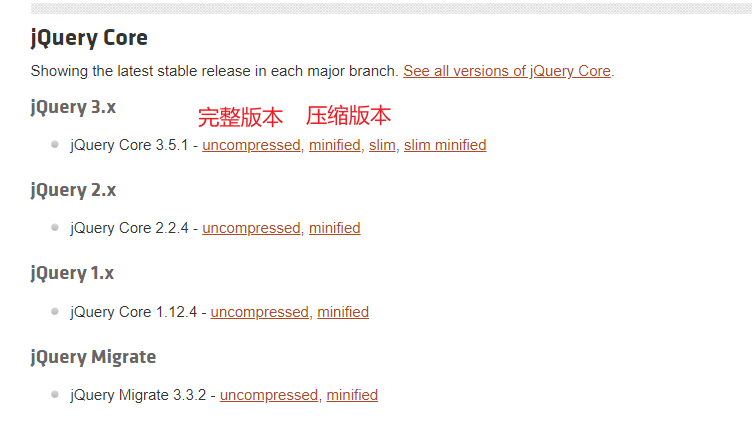 jQuery Core
Showing the latest stable release in each major branch. See all versions of jQuery Core.
jQuery 3.x
完整版本 压缩版本
jQuery Core 3.5.1 - uncompressed, minified, slim, slim minified
jQuery 2.x
jQuery Core 2.2.4 - uncompressed, minified
jQuery 1.x
jQuery Core 1.12.4 - uncompressed, minified
jQuery Migrate
jQuery Migrate 3.3.2 - uncompressed, minified